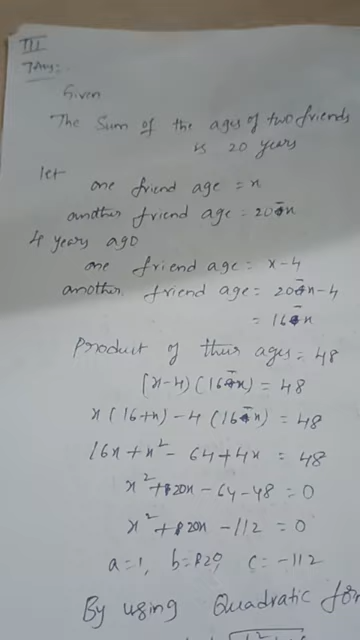 III
7Ans:-
Given
The Sum of the ages of two friends
is 20 years
let
one friend age = x
another friend age = 20-x
4 years ago
one friend age = x-4
another friend age = 20-x-4
= 16-x
Product of their ages = 48
(x-4)(16-x) = 48
x(16+x)-4(16-x) = 48
16x+x²-64+4x = 48
x²+20x-64-48 = 0
x²+20x-112 = 0
a=1, b=20, c=-112
By using Quadratic for